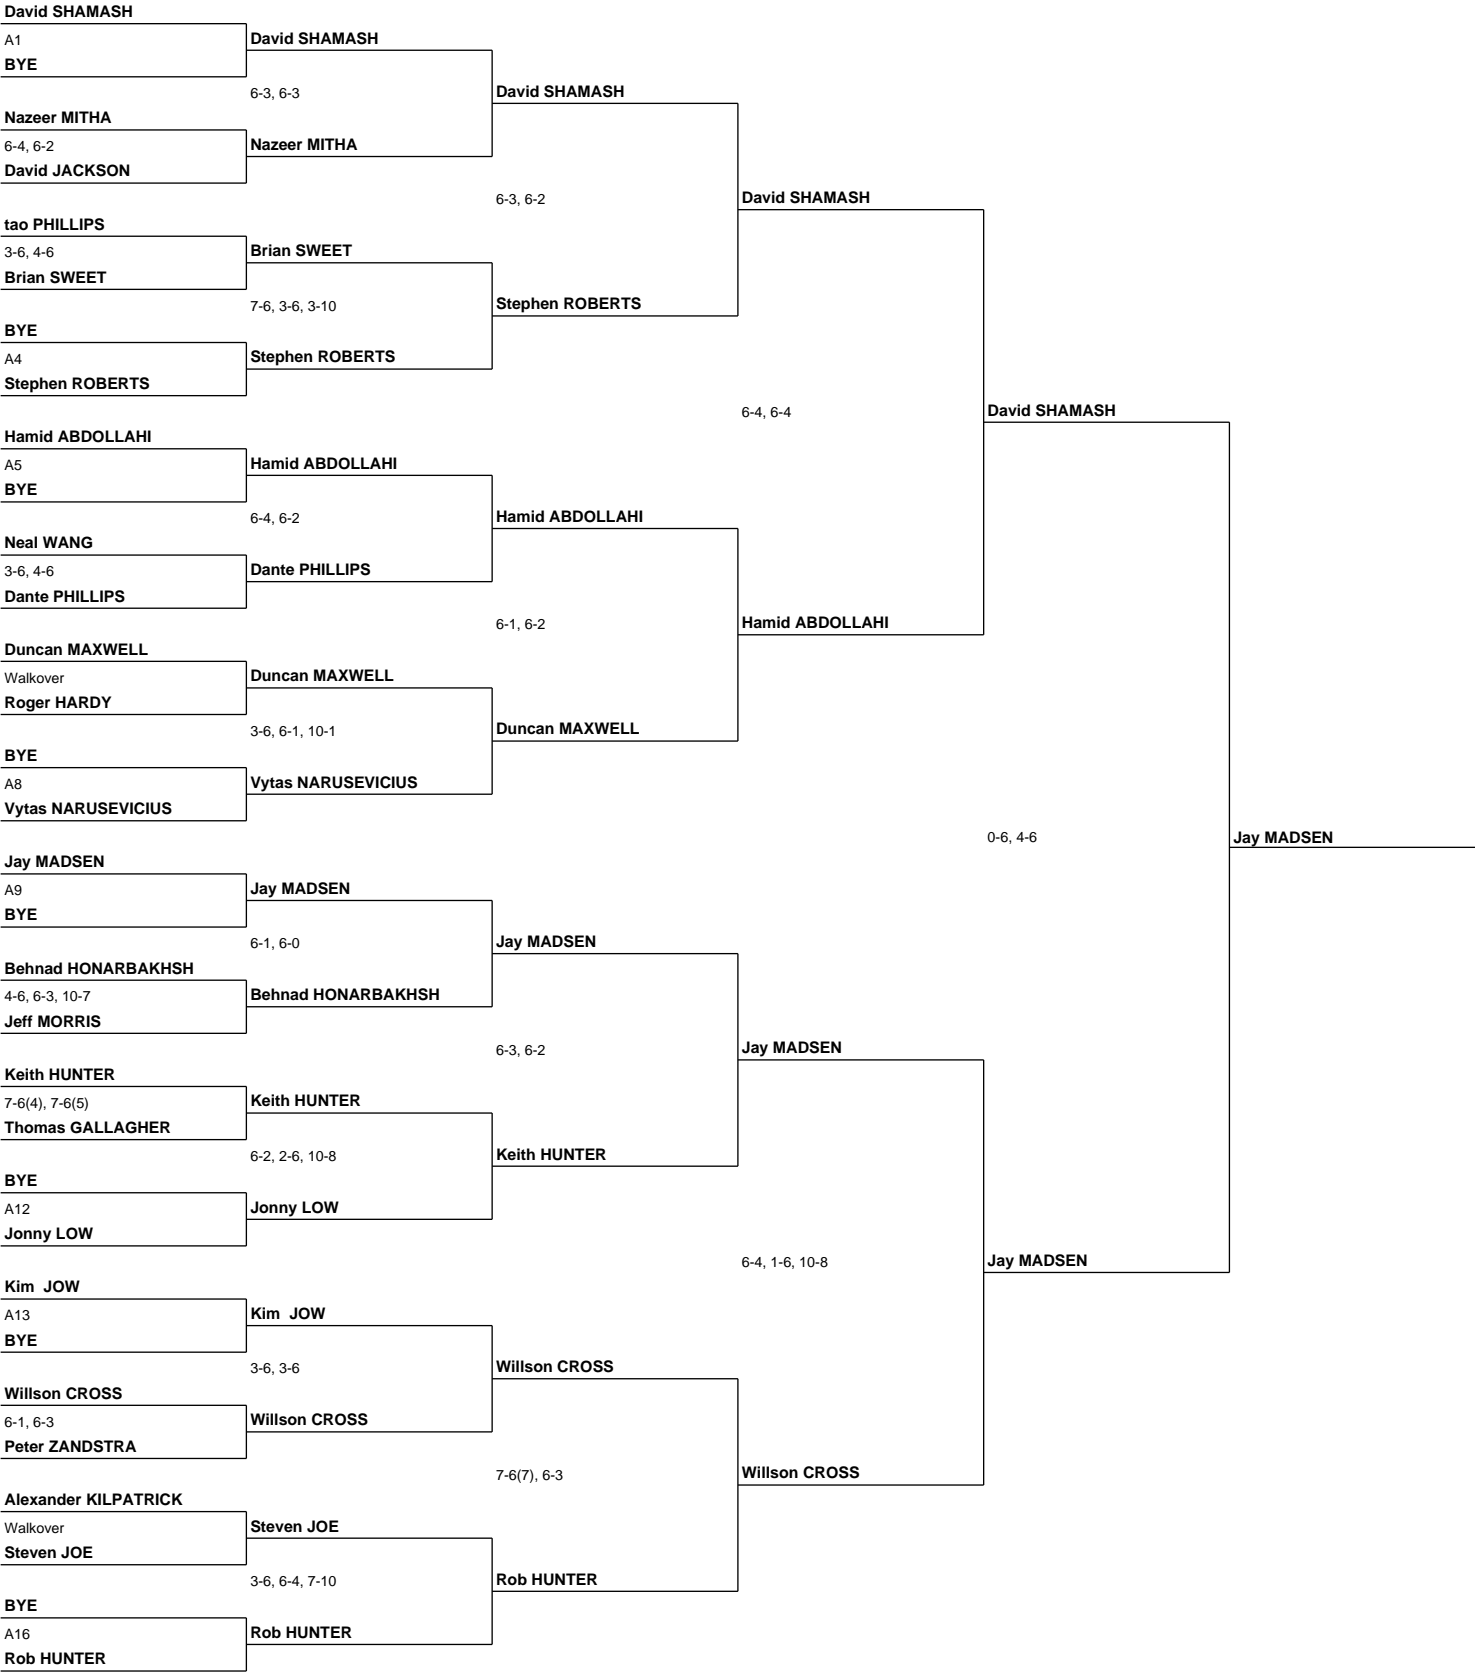 David SHAMASH
A1
BYE
Nazeer MITHA
6-4, 6-2
David JACKSON
tao PHILLIPS
3-6, 4-6
Brian SWEET
BYE
A4
Stephen ROBERTS
Hamid ABDOLLAHI
A5
BYE
Neal WANG
3-6, 4-6
Dante PHILLIPS
Duncan MAXWELL
Walkover
Roger HARDY
BYE
A8
Vytas NARUSEVICIUS
Jay MADSEN
A9
BYE
Behnad HONARBAKHSH
4-6, 6-3, 10-7
Jeff MORRIS
Keith HUNTER
7-6(4), 7-6(5)
Thomas GALLAGHER
BYE
A12
Jonny LOW
Kim  JOW
A13
BYE
Willson CROSS
6-1, 6-3
Peter ZANDSTRA
Alexander KILPATRICK
Walkover
Steven JOE
BYE
A16
Rob HUNTER
David SHAMASH
6-3, 6-3
Nazeer MITHA
Brian SWEET
7-6, 3-6, 3-10
Stephen ROBERTS
Hamid ABDOLLAHI
6-4, 6-2
Dante PHILLIPS
Duncan MAXWELL
3-6, 6-1, 10-1
Vytas NARUSEVICIUS
Jay MADSEN
6-1, 6-0
Behnad HONARBAKHSH
Keith HUNTER
6-2, 2-6, 10-8
Jonny LOW
Kim  JOW
3-6, 3-6
Willson CROSS
Steven JOE
3-6, 6-4, 7-10
Rob HUNTER
David SHAMASH
6-3, 6-2
Stephen ROBERTS
Hamid ABDOLLAHI
6-1, 6-2
Duncan MAXWELL
Jay MADSEN
6-3, 6-2
Keith HUNTER
Willson CROSS
7-6(7), 6-3
Rob HUNTER
David SHAMASH
6-4, 6-4
Hamid ABDOLLAHI
Jay MADSEN
6-4, 1-6, 10-8
Willson CROSS
David SHAMASH
0-6, 4-6
Jay MADSEN
Jay MADSEN